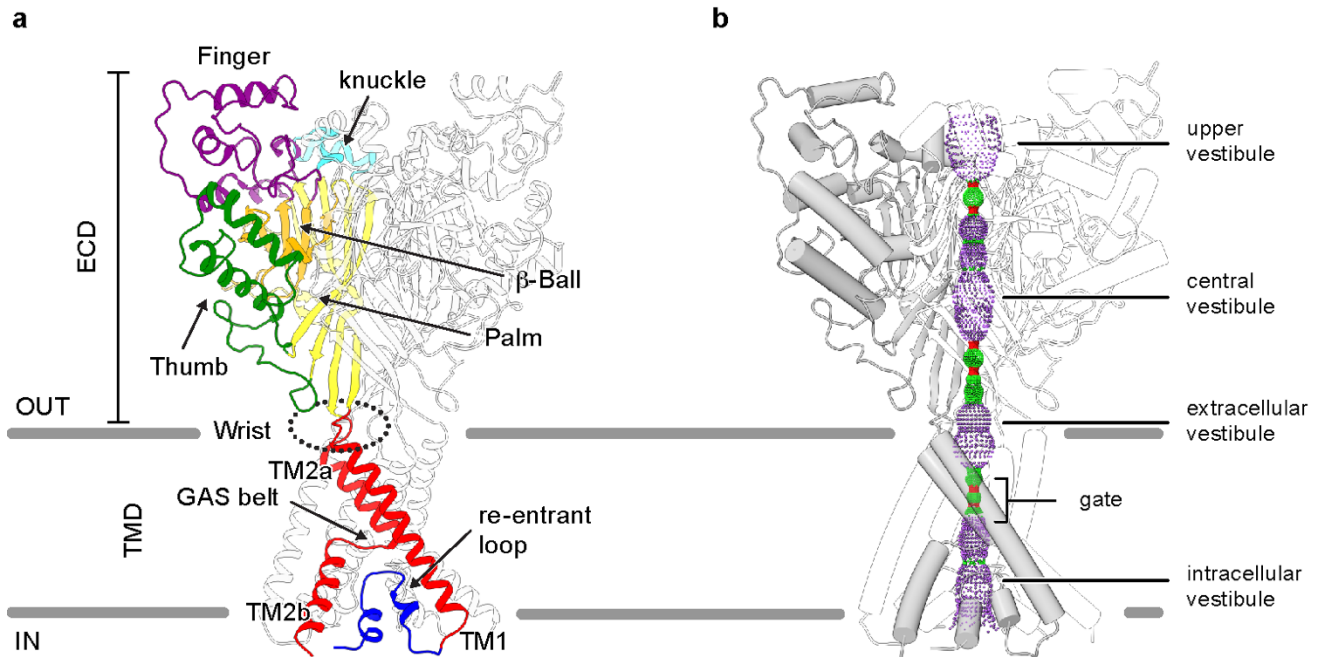 a
b
Finger
knuckle
ECD
β-Ball
Palm
Thumb
OUT
Wrist
TM2a
GAS belt
re-entrant
loop
TMD
TM2b
TM1
IN
upper
vestibule
central
vestibule
extracellular
vestibule
gate
intracellular
vestibule